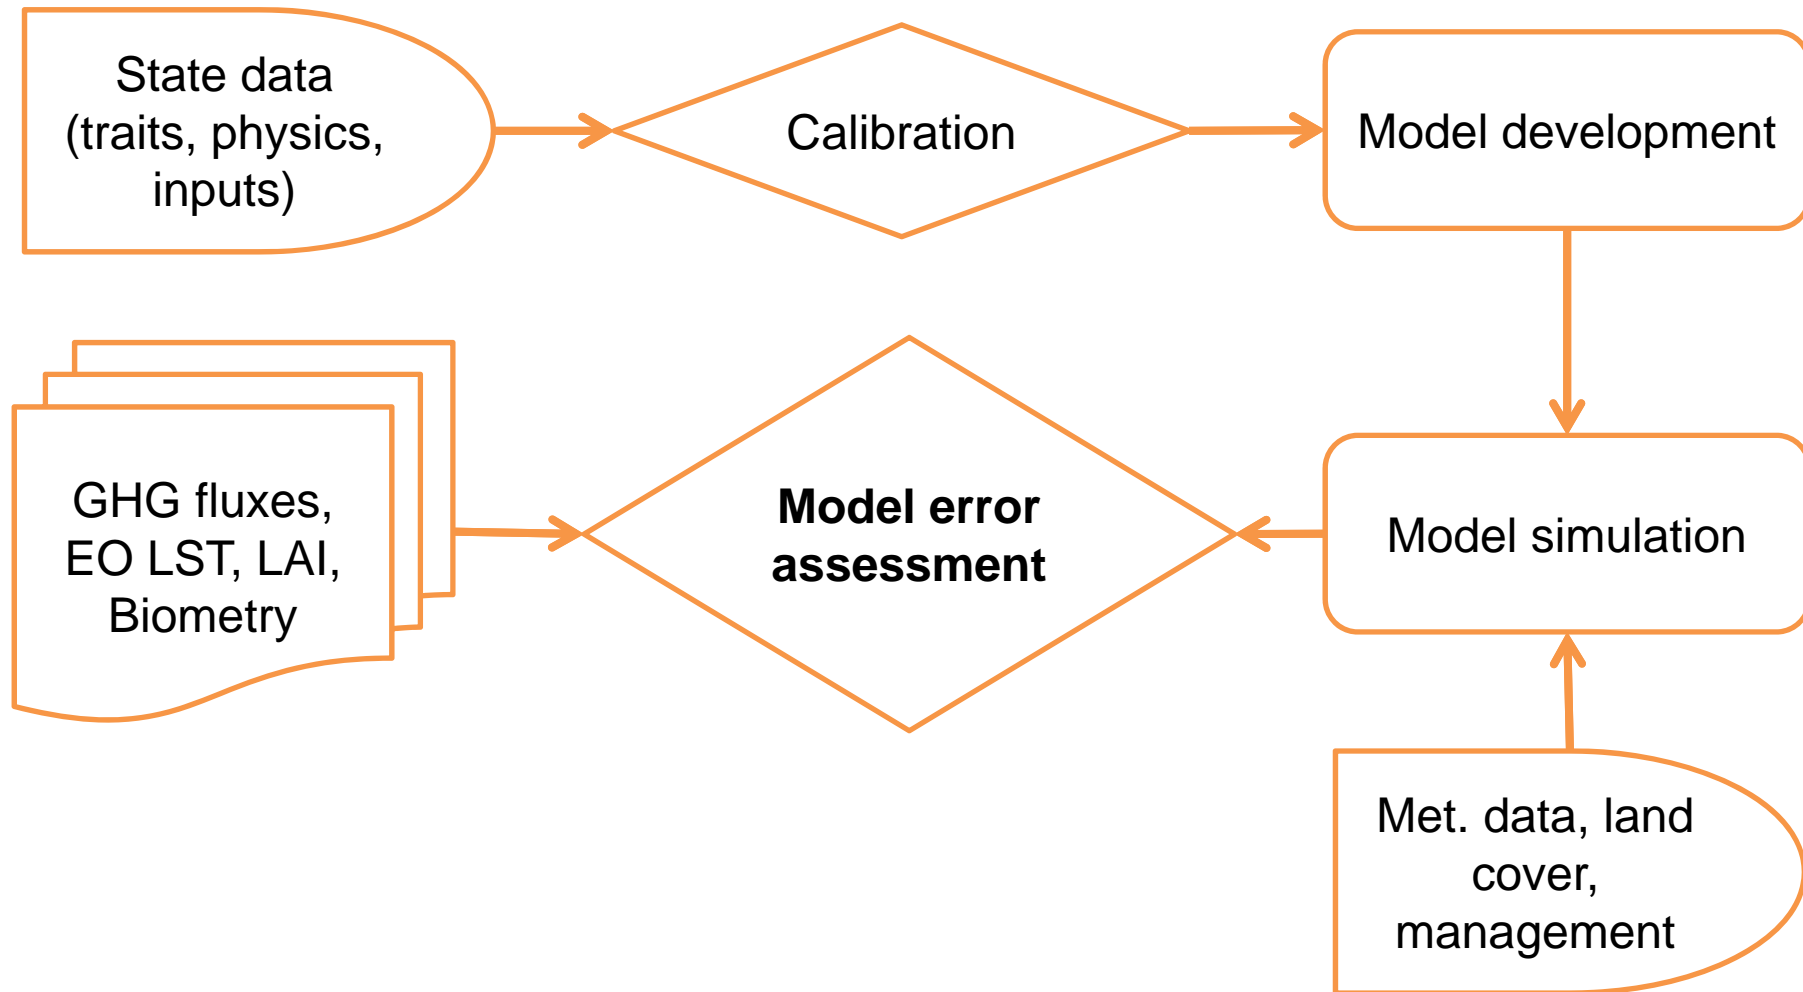 State data
(traits, physics,
inputs)
Calibration
Model development
GHG fluxes,
EO LST, LAI,
Biometry
Model error
assessment
Model simulation
Met. data, land
cover,
management